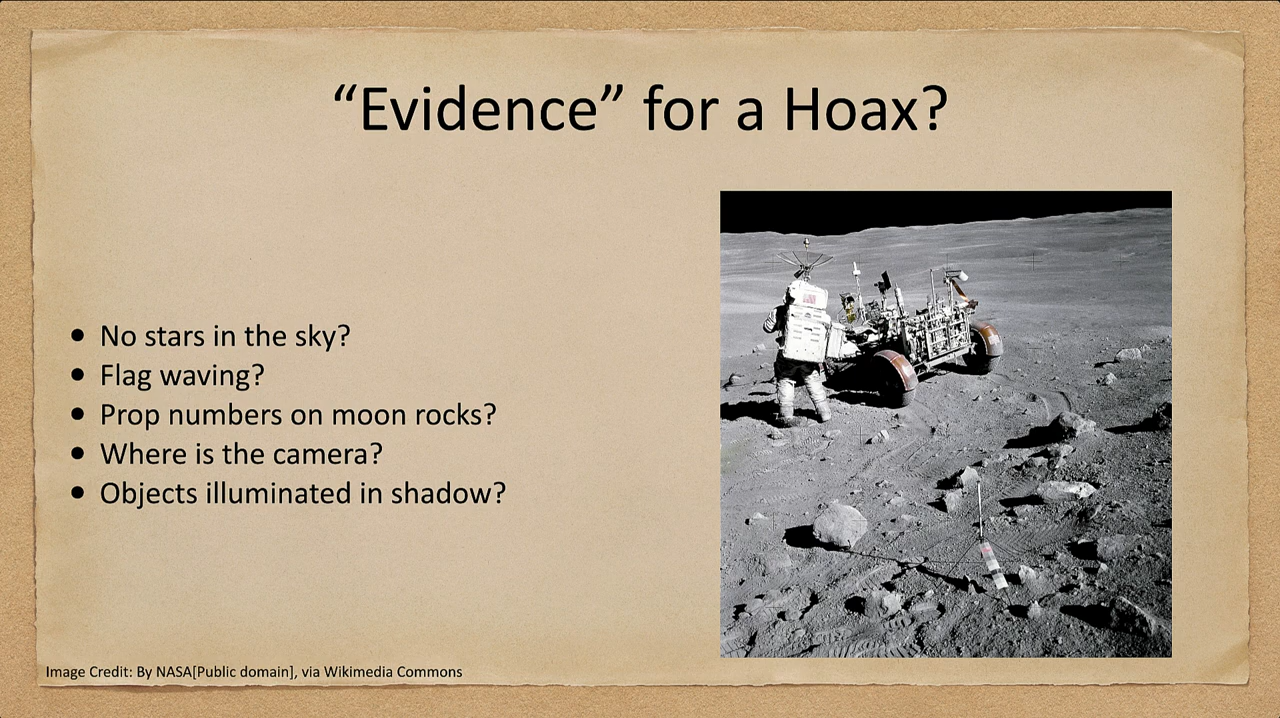 “Evidence” for a Hoax?
• No stars in the sky?
• Flag waving?
• Prop numbers on moon rocks?
• Where is the camera?
• Objects illuminated in shadow?
Image Credit: By NASA[Public domain], via Wikimedia Commons